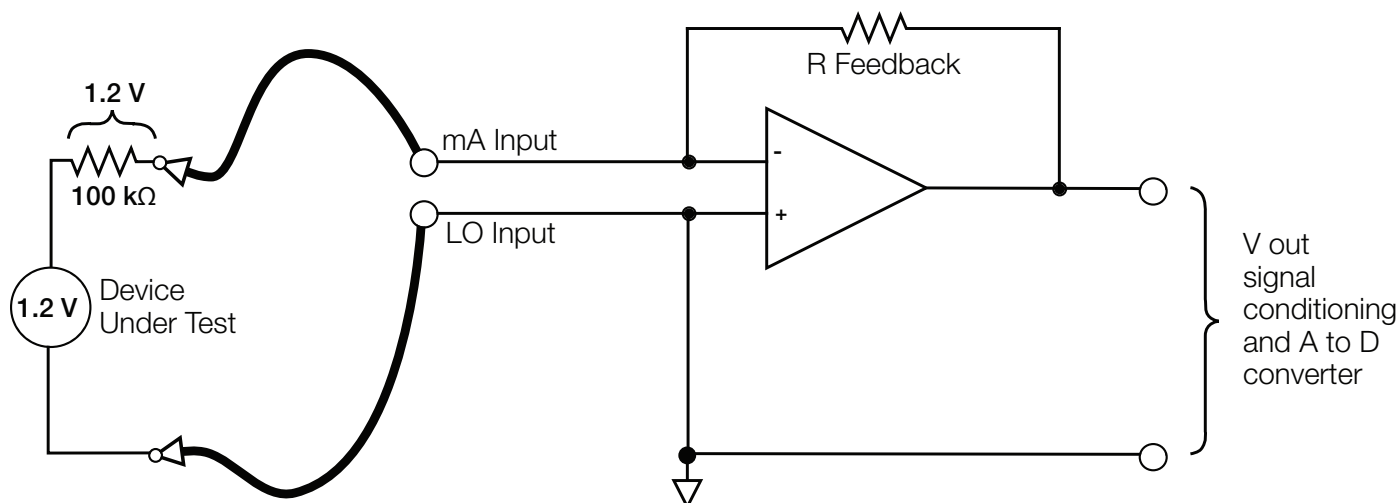 R Feedback
1.2 V
100 kΩ
mA Input
LO Input
-
+
1.2 V
Device
Under Test
V out
signal
conditioning
and A to D
converter